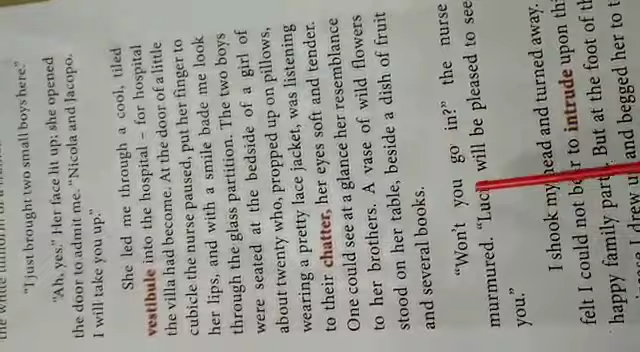 "I just brought two small boys here."
"Ah, yes." Her face lit up; she opened
the door to admit me. "Nicola and Jacopo.
I will take you up."
She led me through a cool, tiled
vestibule into the hospital – for hospital
the villa had become. At the door of a little
cubicle the nurse paused, put her finger to
her lips, and with a smile bade me look
through the glass partition. The two boys
were seated at the bedside of a girl of
about twenty who, propped up on pillows,
wearing a pretty lace jacket, was listening
to their chatter, her eyes soft and tender.
One could see at a glance her resemblance
to her brothers. A vase of wild flowers
stood on her table, beside a dish of fruit
and several books.
"Won't you go in?" the nurse
murmured. "Luc will be pleased to see
you."
I shook my head and turned away.
felt I could not to intrude upon
happy family party. But at the foot of
I drew and begged her to